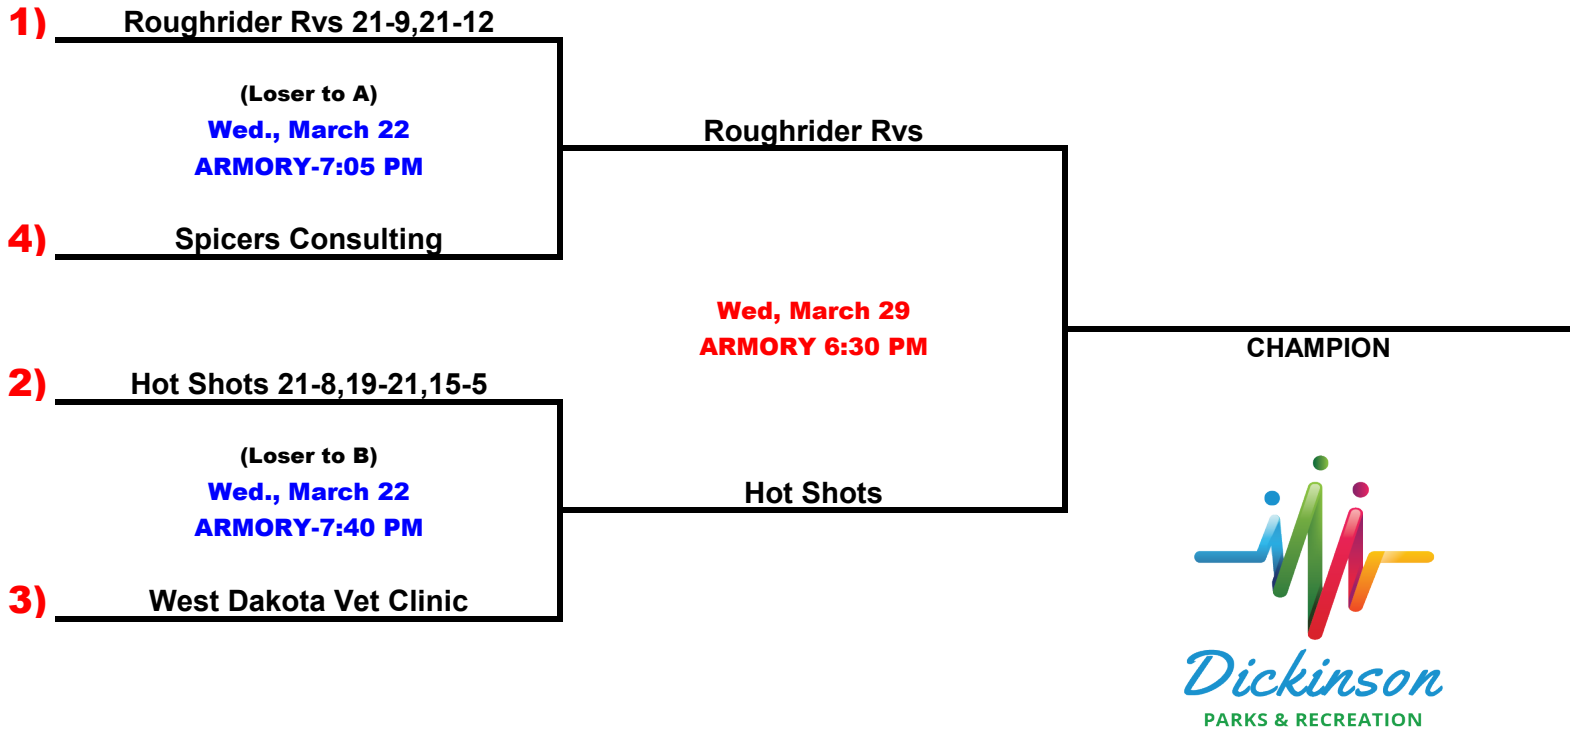 1) Roughrider Rvs 21-9,21-12
(Loser to A)
Wed., March 22
ARMORY-7:05 PM
Roughrider Rvs
4) Spicers Consulting
Wed, March 29
ARMORY 6:30 PM
CHAMPION
2) Hot Shots 21-8,19-21,15-5
(Loser to B)
Wed., March 22
ARMORY-7:40 PM
Hot Shots
3) West Dakota Vet Clinic
Dickinson
PARKS & RECREATION